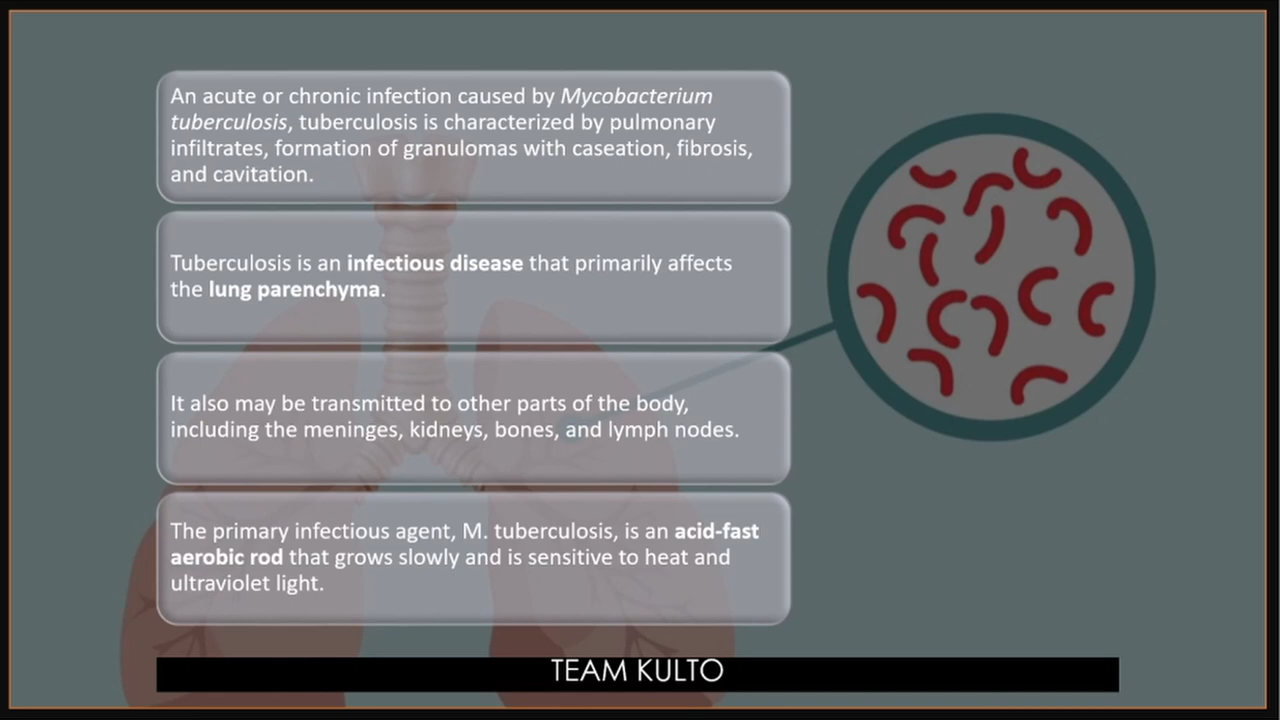 An acute or chronic infection caused by Mycobacterium
tuberculosis, tuberculosis is characterized by pulmonary
infiltrates, formation of granulomas with caseation, fibrosis,
and cavitation.
Tuberculosis is an infectious disease that primarily affects
the lung parenchyma.
It also may be transmitted to other parts of the body,
including the meninges, kidneys, bones, and lymph nodes.
The primary infectious agent, M. tuberculosis, is an acid-fast
aerobic rod that grows slowly and is sensitive to heat and
ultraviolet light.
TEAM KULTO